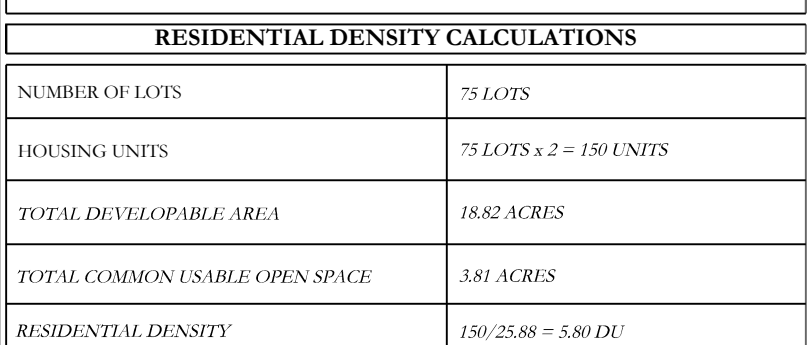 RESIDENTIAL DENSITY CALCULATIONS
NUMBER OF LOTS 75 LOTS
HOUSING UNITS 75 LOTS x 2 = 150 UNITS
TOTAL DEVELOPABLE AREA 18.82 ACRES
TOTAL COMMON USABLE OPEN SPACE 3.81 ACRES
RESIDENTIAL DENSITY 150/25.88 = 5.80 DU